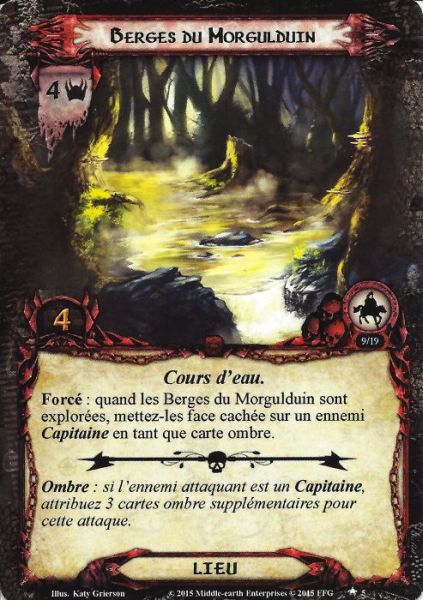 Berges du Morgulduin
4
4
9/19
Cours d'eau.
Forcé : quand les Berges du Morgulduin sont
explorées, mettez-les face cachée sur un ennemi
Capitaine en tant que carte ombre.
Ombre : si l'ennemi attaquant est un Capitaine,
attribuez 3 cartes ombre supplémentaires pour
cette attaque.
LIEU
Illus. Katy Grierson © 2015 Middle-earth Enterprises © 2015 FFG 5